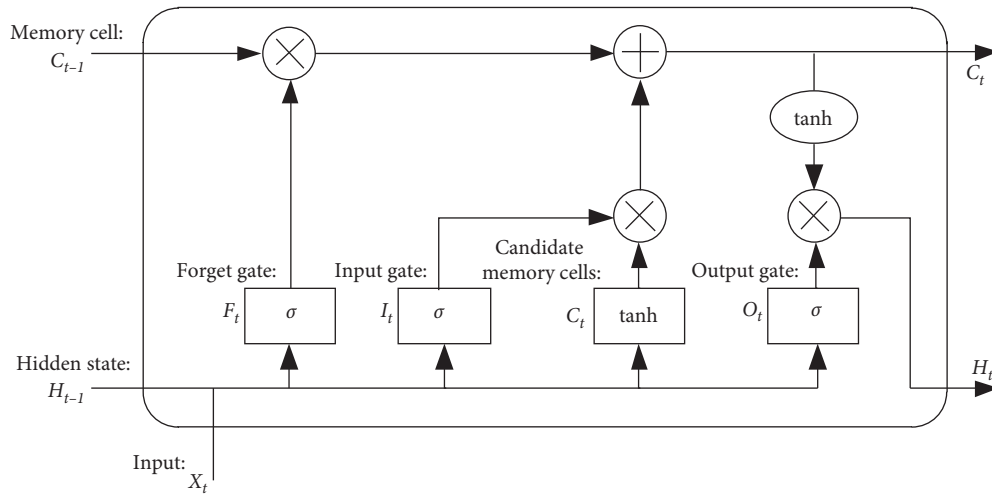 Memory cell:
C_{t–1}
C_t
tanh
Candidate
memory cells:
Forget gate:
Input gate:
Output gate:
F_t
σ
I_t
σ
C_t
tanh
O_t
σ
Hidden state:
H_{t–1}
H_t
Input:
X_t